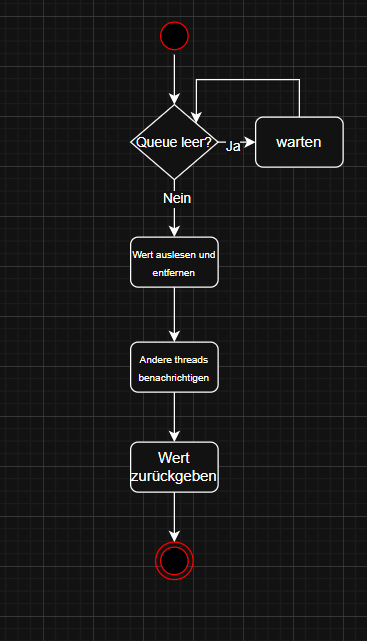 Queue leer?
Ja
warten
Nein
Wert auslesen und
entfernen
Andere threads
benachrichtigen
Wert
zurückgeben